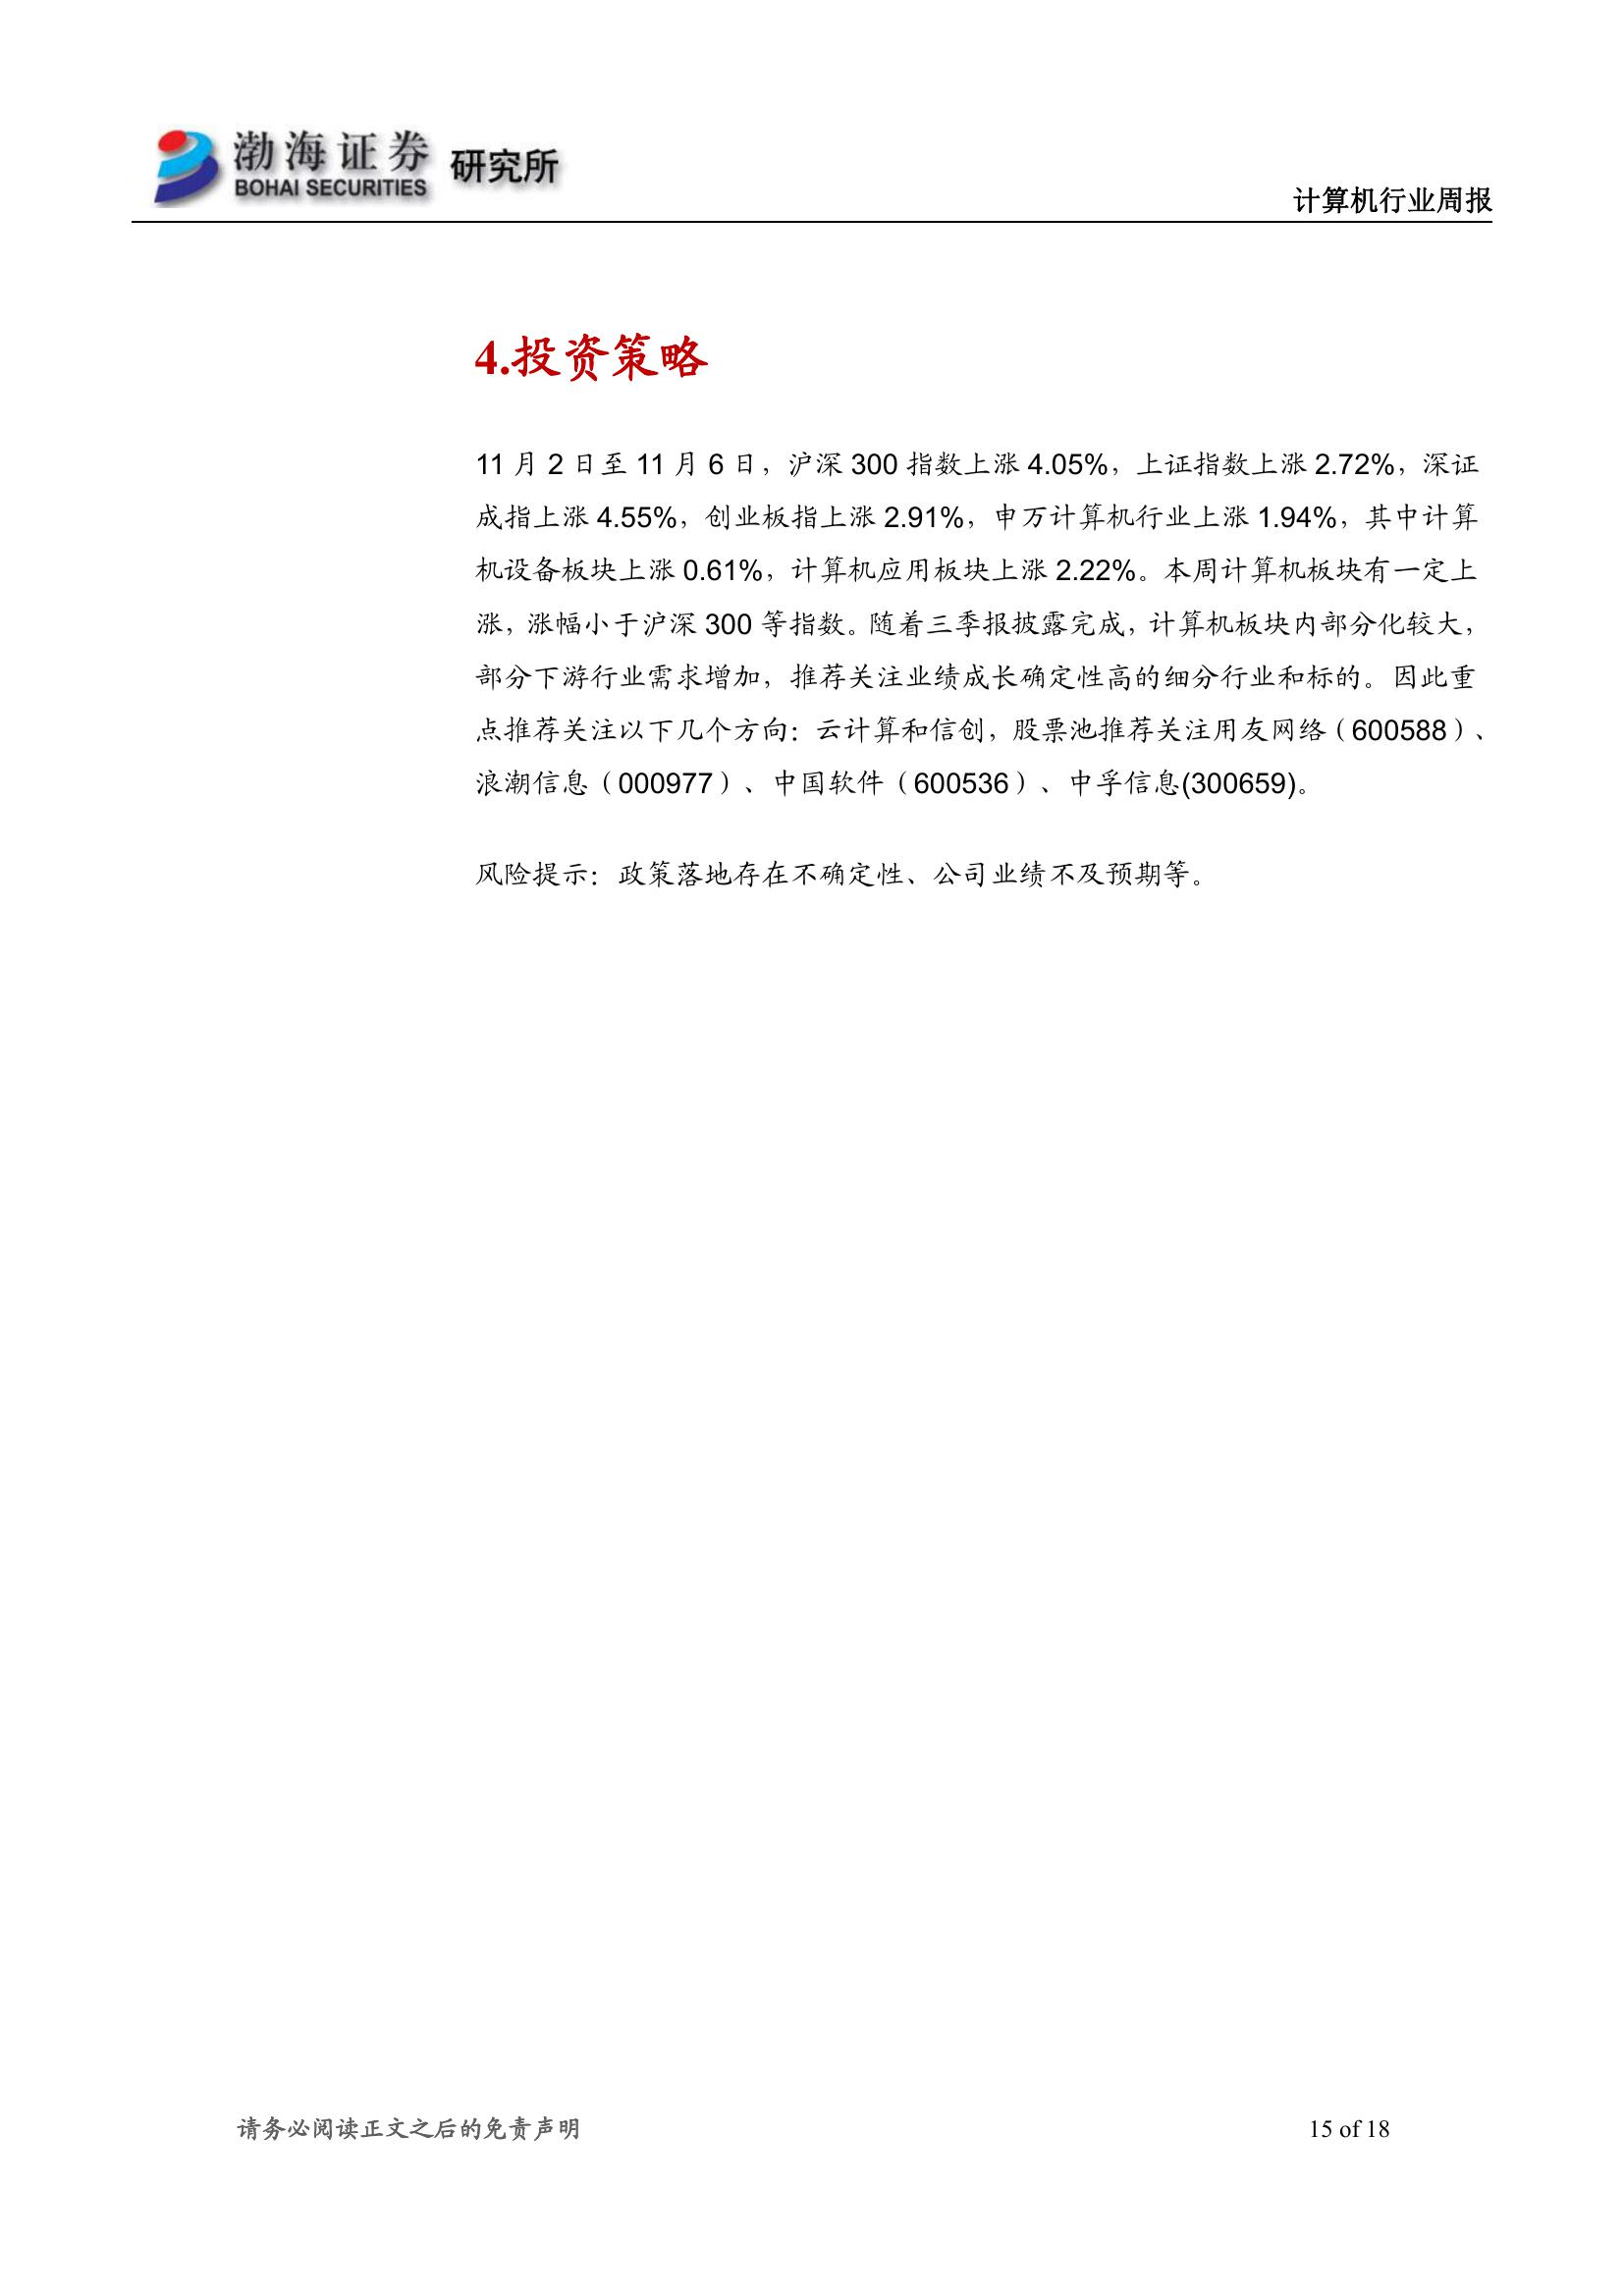 渤海证券 研究所
BOHAI SECURITIES
计算机行业周报
4.投资策略
11 月 2 日至 11 月 6 日，沪深 300 指数上涨 4.05%，上证指数上涨 2.72%，深证
成指上涨 4.55%，创业板指上涨 2.91%，申万计算机行业上涨 1.94%，其中计算
机设备板块上涨 0.61%，计算机应用板块上涨 2.22%。本周计算机板块有一定上
涨，涨幅小于沪深 300 等指数。随着三季报披露完成，计算机板块内部分化较大，
部分下游行业需求增加，推荐关注业绩成长确定性高的细分行业和标的。因此重
点推荐关注以下几个方向：云计算和信创，股票池推荐关注用友网络（600588）、
浪潮信息（000977）、中国软件（600536）、中孚信息(300659)。
风险提示：政策落地存在不确定性、公司业绩不及预期等。
请务必阅读正文之后的免责声明
15 of 18